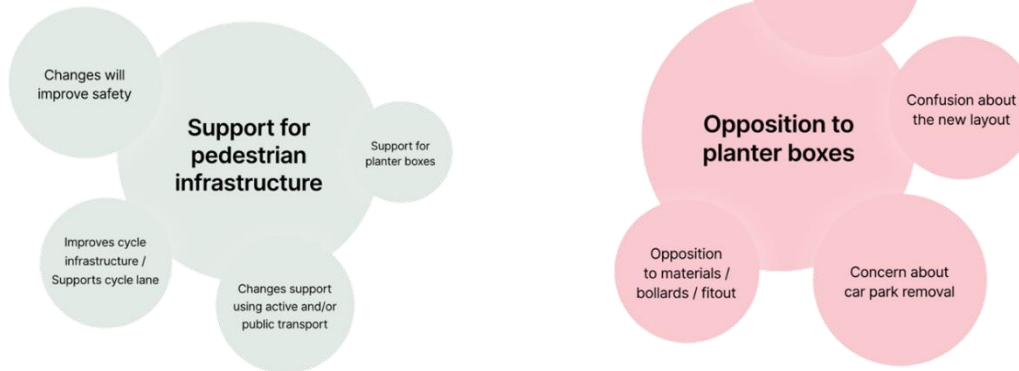 Changes will
improve safety
Support for
pedestrian
infrastructure
Support for
planter boxes
Improves cycle
infrastructure /
Supports cycle lane
Changes support
using active and/or
public transport
Opposition to
planter boxes
Confusion about
the new layout
Opposition
to materials /
bollards / fitout
Concern about
car park removal